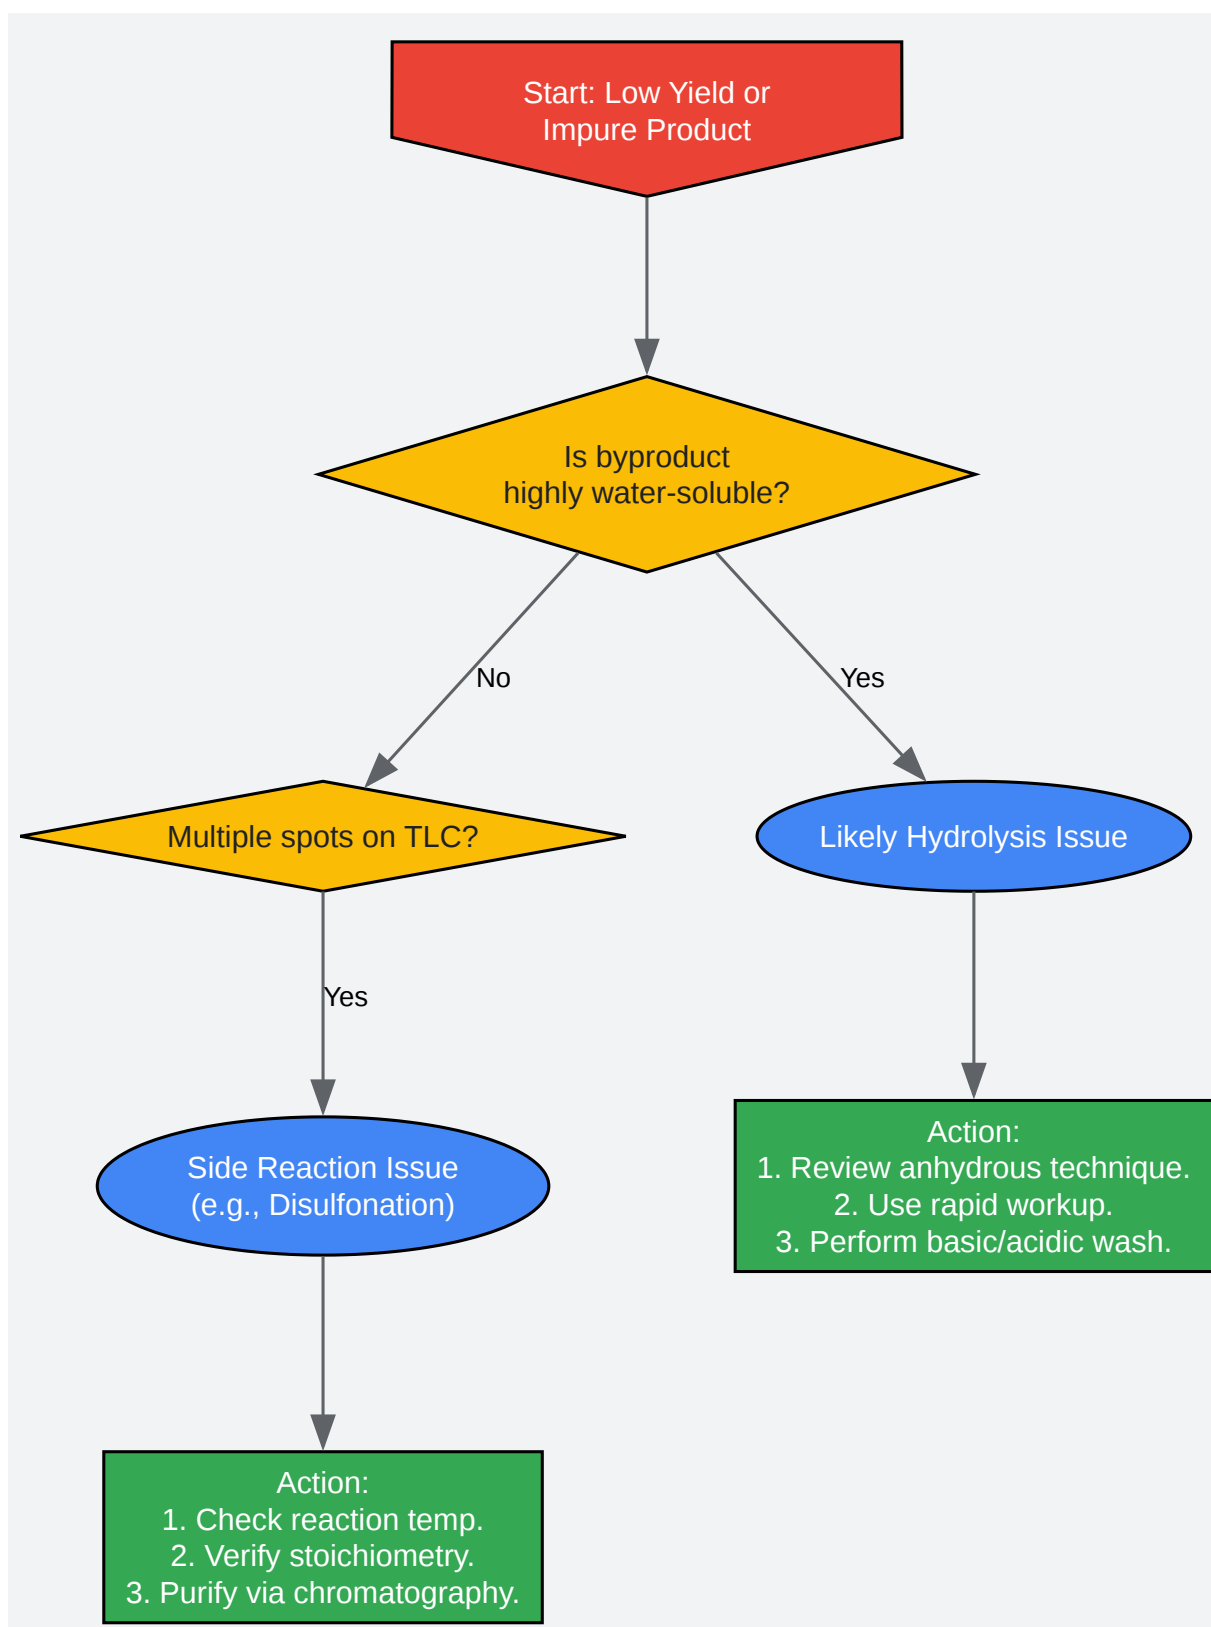 Start: Low Yield or
Impure Product
Is byproduct
highly water-soluble?
No
Yes
Multiple spots on TLC?
Likely Hydrolysis Issue
Yes
Side Reaction Issue
(e.g., Disulfonation)
Action:
1. Review anhydrous technique.
2. Use rapid workup.
3. Perform basic/acidic wash.
Action:
1. Check reaction temp.
2. Verify stoichiometry.
3. Purify via chromatography.